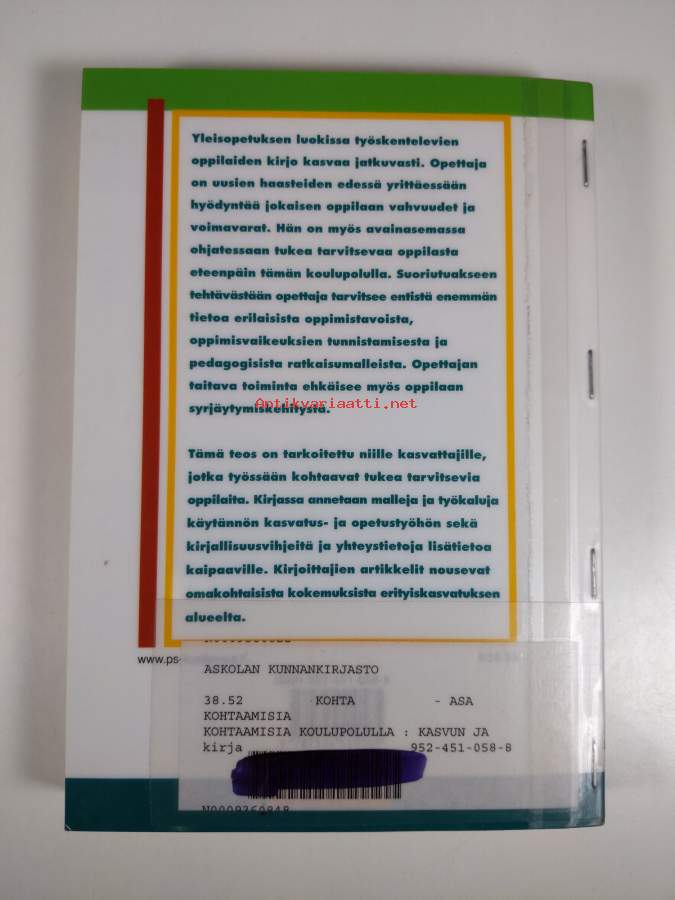 Yleisopetuksen luokissa työskentelevien
oppilaiden kirjo kasvaa jatkuvasti. Opettaja
on uusien haasteiden edessä yrittäessään
hyödyntää jokaisen oppilaan vahvuudet ja
voimavarat. Hän on myös avainasemassa
ohjatessaan tukea tarvitsevaa oppilasta
eteenpäin tämän koulupolulla. Suoriutuakseen
tehtävästään opettaja tarvitsee entistä enemmän
tietoa erilaisista oppimistavoista,
oppimisvaikeuksien tunnistamisesta ja
pedagogisista ratkaisumalleista. Opettajan
taitava toiminta ehkäisee myös oppilaan
Antikvariaatti.net
syrjäytymiskehitystä.
Tämä teos on tarkoitettu niille kasvattajille,
jotka työssään kohtaavat tukea tarvitsevia
oppilaita. Kirjassa annetaan malleja ja työkaluja
käytännön kasvatus- ja opetustyöhön sekä
kirjallisuusvihjeitä ja yhteystietoja lisätietoa
kaipaaville. Kirjoittajien artikkelit nousevat
omakohtaisista kokemuksista erityiskasvatuksen
alueelta.
www.ps-
ASKOLAN KUNNANKIRJASTO
38.52 KOHTA - ASA
KOHTAAMISIA
KOHTAAMISIA KOULUPOLULLA : KASVUN JA
kirja 952-451-058-8
N0009360848